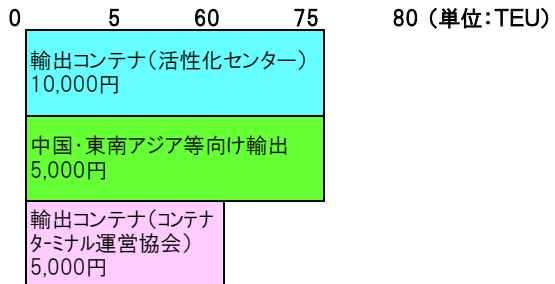 0 5 60 75 80（単位：TEU）
輸出コンテナ（活性化センター）
10,000円
中国・東南アジア等向け輸出
5,000円
輸出コンテナ（コンテナ
ターミナル運営協会）
5,000円